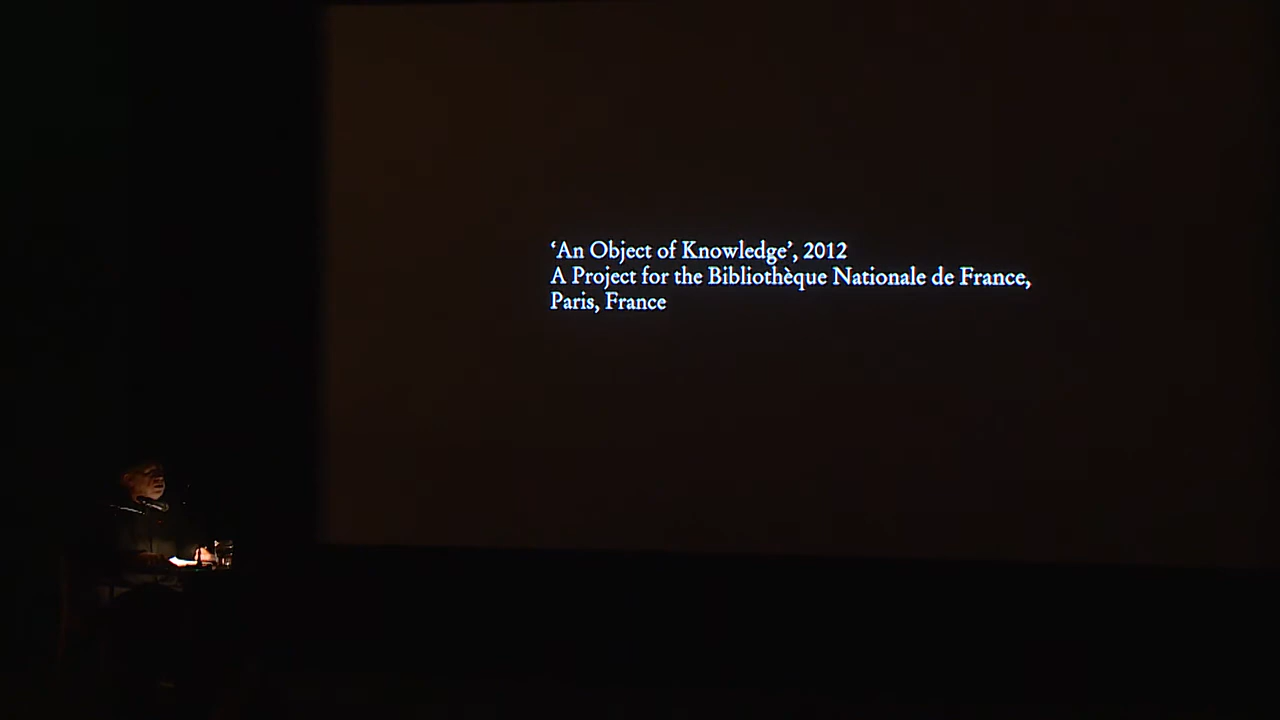 ‘An Object of Knowledge’, 2012
A Project for the Bibliothèque Nationale de France,
Paris, France